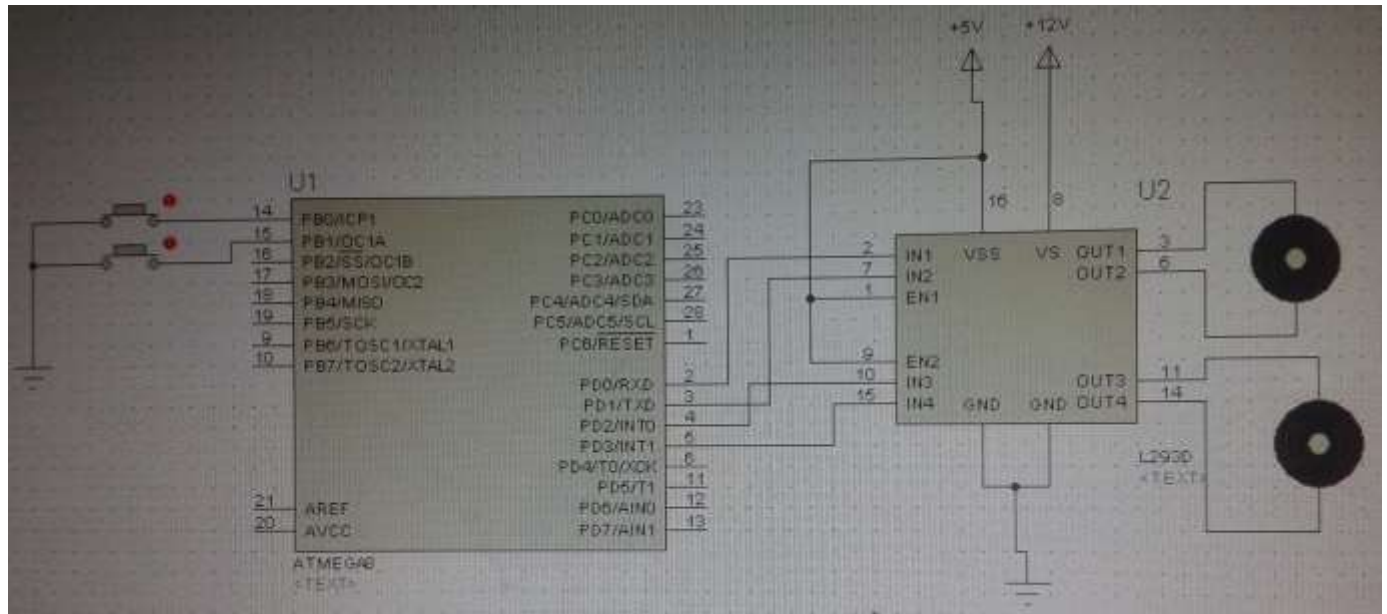 +5V
+12V
U1
U2
14
15
16
17
18
19
9
10
21
20
PB0/ICP1
PB1/OC1A
PB2/SS/OC1B
PB3/MOSI/OC2
PB4/MISO
PB5/SCK
PB6/TOSC1/XTAL1
PB7/TOSC2/XTAL2
AREF
AVCC
PC0/ADC0
PC1/ADC1
PC2/ADC2
PC3/ADC3
PC4/ADC4/SDA
PC5/ADC5/SCL
PC6/RESET
PD0/RXD
PD1/TXD
PD2/INT0
PD3/INT1
PD4/T0/XCK
PD5/T1
PD6/AIN0
PD7/AIN1
23
24
25
26
27
28
1
2
3
4
5
6
11
12
13
ATMEGA8
<TEXT>
16
8
2
7
1
9
10
15
IN1
IN2
EN1
EN2
IN3
IN4
VSS
VS
OUT1
OUT2
OUT3
OUT4
GND
GND
3
6
11
14
L293D
<TEXT>